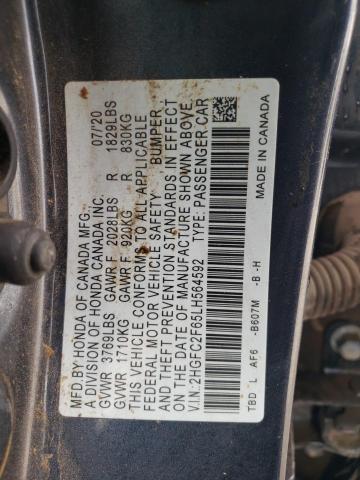 MFD. BY HONDA OF CANADA MFG. 07/'20
A DIVISION OF HONDA CANADA INC.
GVWR 3769LBS GAWR F 2028LBS R 1829LBS
GVWR 1710KG GAWR F 920KG R 830KG
THIS VEHICLE CONFORMS TO ALL APPLICABLE
FEDERAL MOTOR VEHICLE SAFETY, BUMPER,
AND THEFT PREVENTION STANDARDS IN EFFECT
ON THE DATE OF MANUFACTURE SHOWN ABOVE.
V.I.N.: 2HGFC2F65LH564592 TYPE: PASSENGER CAR
TBD L AF6 -B607M -B -H MADE IN CANADA